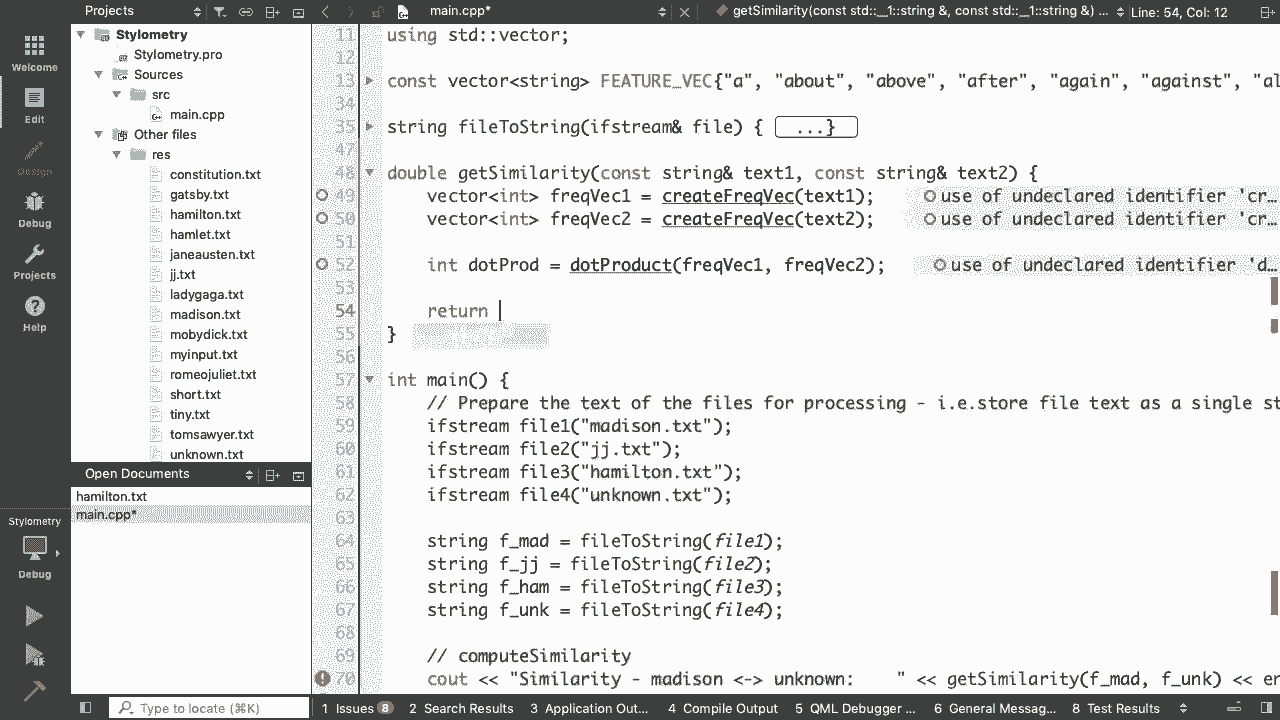 Projects
main.cpp*
getSimilarity(const std::__1::string &, const std::__1::string &) ...
Line: 54, Col: 12
Welcome
Edit
Design
Debug
Projects
Help
Stylometry
Debug
Stylometry
Stylometry.pro
Sources
src
main.cpp
Other files
res
constitution.txt
gatsby.txt
hamilton.txt
hamlet.txt
janeausten.txt
jj.txt
ladygaga.txt
madison.txt
mobydick.txt
myinput.txt
romeojuliet.txt
short.txt
tiny.txt
tomsawyer.txt
unknown.txt
Open Documents
hamilton.txt
main.cpp*
11 using std::vector;
12
13 const vector<string> FEATURE_VEC{"a", "about", "above", "after", "again", "against", "al
34
35 string fileToString(ifstream& file) { ...}
47
48 double getSimilarity(const string& text1, const string& text2) {
49 vector<int> freqVec1 = createFreqVec(text1); use of undeclared identifier 'cr...
50 vector<int> freqVec2 = createFreqVec(text2); use of undeclared identifier 'cr...
51
52 int dotProd = dotProduct(freqVec1, freqVec2); use of undeclared identifier 'd...
53
54 return
55 }
56
57 int main() {
58 // Prepare the text of the files for processing - i.e.store file text as a single st
59 ifstream file1("madison.txt");
60 ifstream file2("jj.txt");
61 ifstream file3("hamilton.txt");
62 ifstream file4("unknown.txt");
63
64 string f_mad = fileToString(file1);
65 string f_jj = fileToString(file2);
66 string f_ham = fileToString(file3);
67 string f_unk = fileToString(file4);
68
69 // computeSimilarity
70 cout << "Similarity - madison <-> unknown: " << getSimilarity(f_mad, f_unk) << en
Type to locate (⌘K)
1 Issues 8 2 Search Results 3 Application Out... 4 Compile Output 5 QML Debugger ... 6 General Messag... 8 Test Results